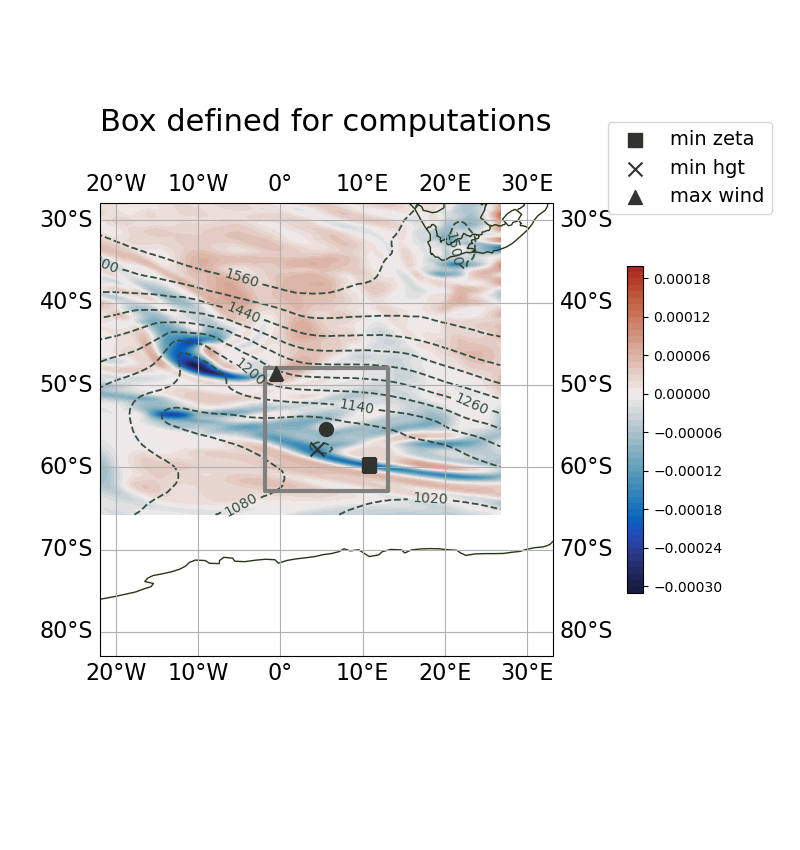 Box defined for computations
min zeta
min hgt
max wind
20°W 10°W 0° 10°E 20°E 30°E
30°S 30°S
40°S 40°S
50°S 50°S
60°S 60°S
70°S 70°S
80°S 80°S
20°W 10°W 0° 10°E 20°E 30°E
00
1560
1440
1200
1140
1260
1080
1020
0.00018
0.00012
0.00006
0.00000
−0.00006
−0.00012
−0.00018
−0.00024
−0.00030